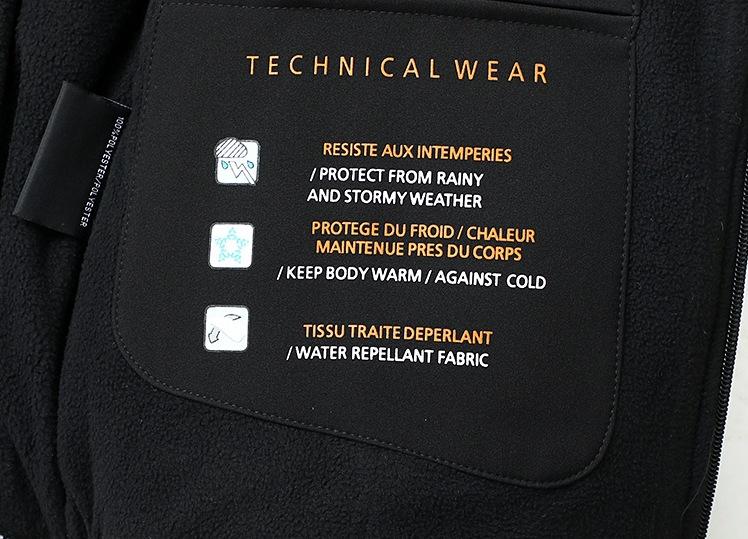 TECHNICAL WEAR
RESISTE AUX INTEMPERIES
/ PROTECT FROM RAINY
AND STORMY WEATHER
PROTEGE DU FROID / CHALEUR
MAINTENUE PRES DU CORPS
/ KEEP BODY WARM / AGAINST COLD
TISSU TRAITE DEPERLANT
/ WATER REPELLANT FABRIC
100%POLYESTER/POLYESTER